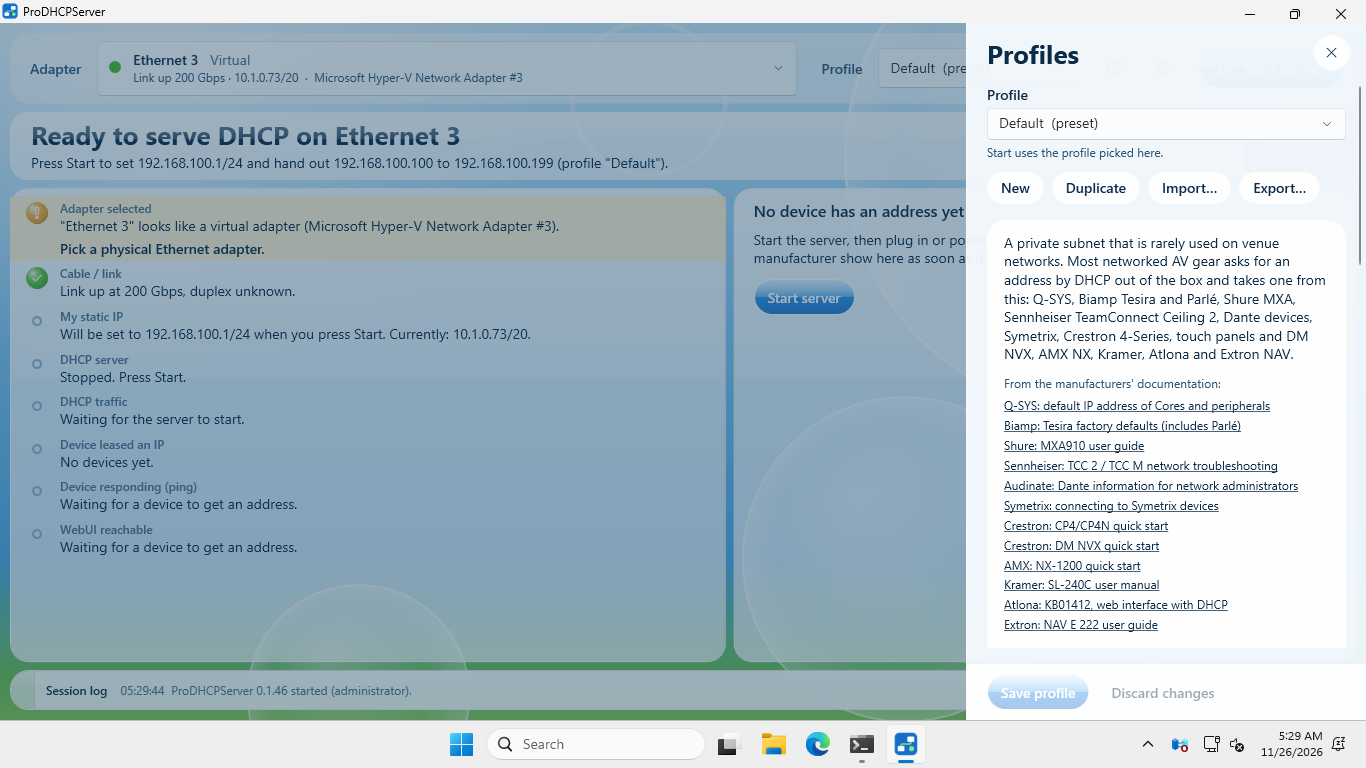 ProDHCPServer
Adapter
Ethernet 3 Virtual
Link up 200 Gbps · 10.1.0.73/20 · Microsoft Hyper-V Network Adapter #3
Profile
Default (preset)
Ready to serve DHCP on Ethernet 3
Press Start to set 192.168.100.1/24 and hand out 192.168.100.100 to 192.168.100.199 (profile "Default").
Adapter selected
"Ethernet 3" looks like a virtual adapter (Microsoft Hyper-V Network Adapter #3).
Pick a physical Ethernet adapter.
Cable / link
Link up at 200 Gbps, duplex unknown.
My static IP
Will be set to 192.168.100.1/24 when you press Start. Currently: 10.1.0.73/20.
DHCP server
Stopped. Press Start.
DHCP traffic
Waiting for the server to start.
Device leased an IP
No devices yet.
Device responding (ping)
Waiting for a device to get an address.
WebUI reachable
Waiting for a device to get an address.
No device has an address yet
Start the server, then plug in or
manufacturer show here as soon as
Start server
Session log 05:29:44 ProDHCPServer 0.1.46 started (administrator).
Profiles
Profile
Default (preset)
Start uses the profile picked here.
New
Duplicate
Import...
Export...
A private subnet that is rarely used on venue
networks. Most networked AV gear asks for an
address by DHCP out of the box and takes one from
this: Q-SYS, Biamp Tesira and Parlé, Shure MXA,
Sennheiser TeamConnect Ceiling 2, Dante devices,
Symetrix, Crestron 4-Series, touch panels and DM
NVX, AMX NX, Kramer, Atlona and Extron NAV.
From the manufacturers' documentation:
Q-SYS: default IP address of Cores and peripherals
Biamp: Tesira factory defaults (includes Parlé)
Shure: MXA910 user guide
Sennheiser: TCC 2 / TCC M network troubleshooting
Audinate: Dante information for network administrators
Symetrix: connecting to Symetrix devices
Crestron: CP4/CP4N quick start
Crestron: DM NVX quick start
AMX: NX-1200 quick start
Kramer: SL-240C user manual
Atlona: KB01412, web interface with DHCP
Extron: NAV E 222 user guide
Save profile
Discard changes
Search
5:29 AM
11/26/2026